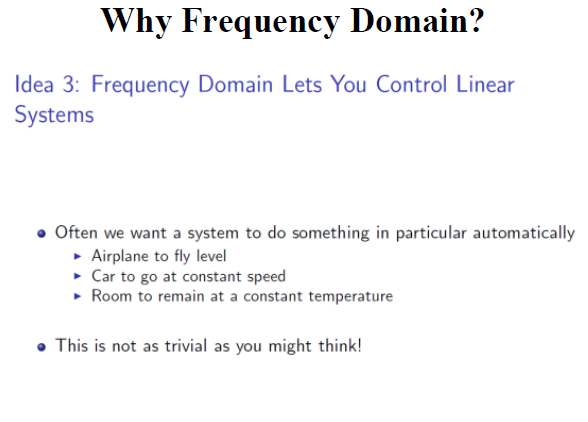 Why Frequency Domain?
Idea 3: Frequency Domain Lets You Control Linear
Systems
Often we want a system to do something in particular automatically
Airplane to fly level
Car to go at constant speed
Room to remain at a constant temperature
This is not as trivial as you might think!